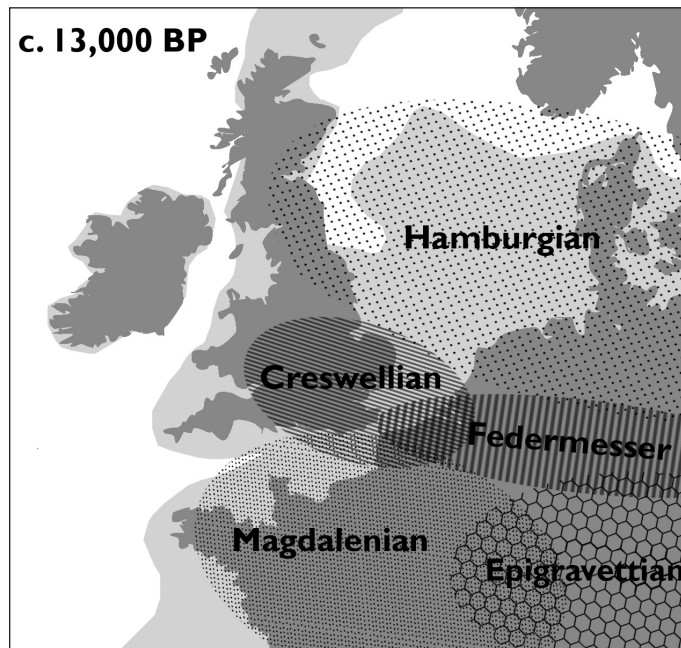 c. 13,000 BP
Hamburgian
Creswellian
Federmesser
Magdalenian
Epigravettian